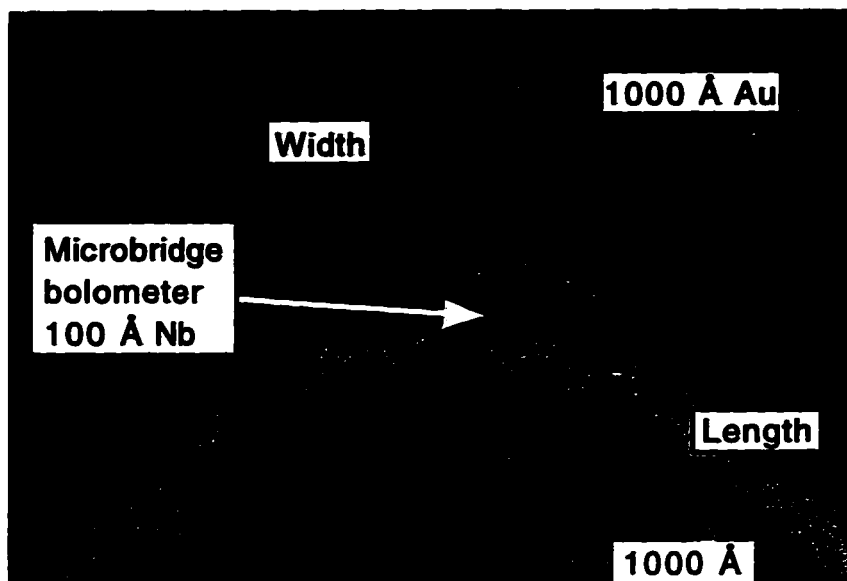 1000 Å Au
Width
Microbridge
bolometer
100 Å Nb
Length
1000 Å